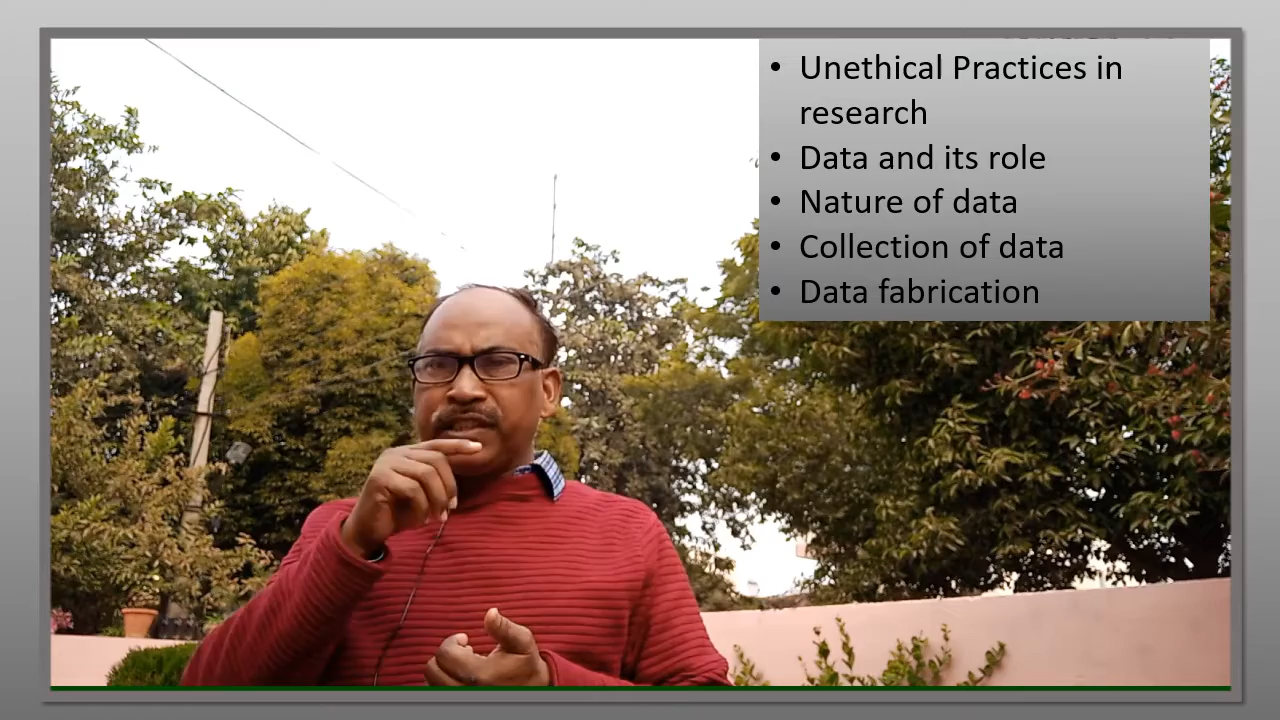 • Unethical Practices in
research
• Data and its role
• Nature of data
• Collection of data
• Data fabrication